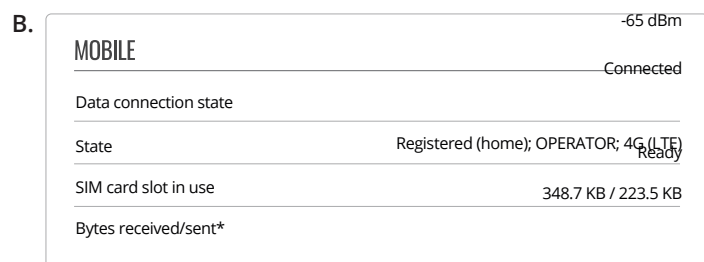 B.
-65 dBm
MOBILE
Connected
Data connection state
State
Registered (home); OPERATOR; 4G (LTE)
Ready
SIM card slot in use
348.7 KB / 223.5 KB
Bytes received/sent*